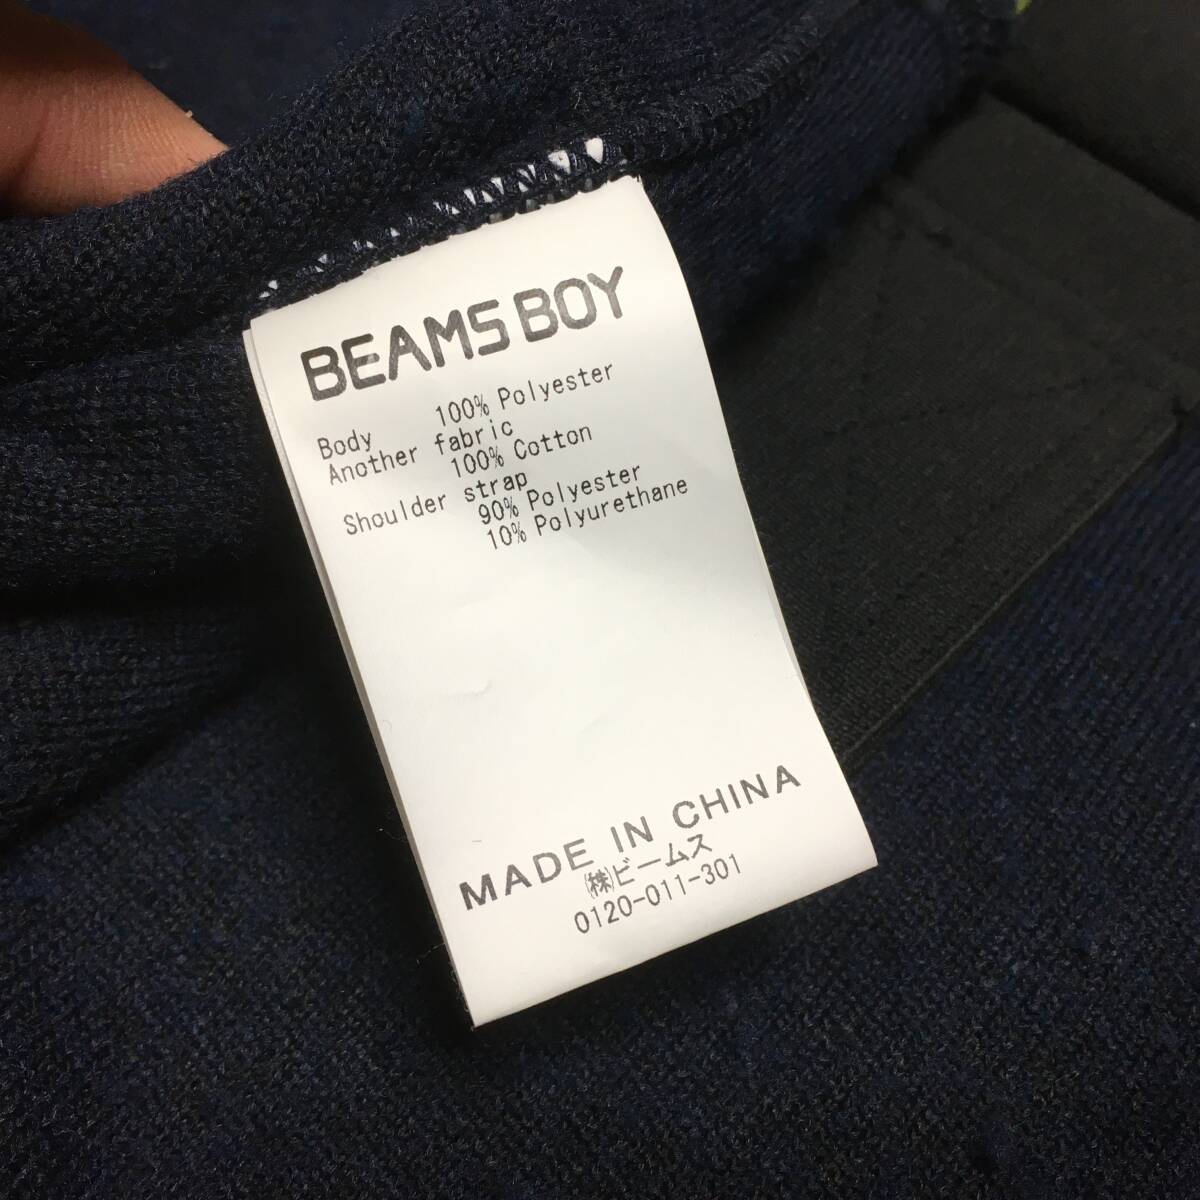 BEAMS BOY
Body 100% Polyester
Another fabric
100% Cotton
Shoulder strap
90% Polyester
10% Polyurethane
MADE IN CHINA
㈱ビームス
0120-011-301